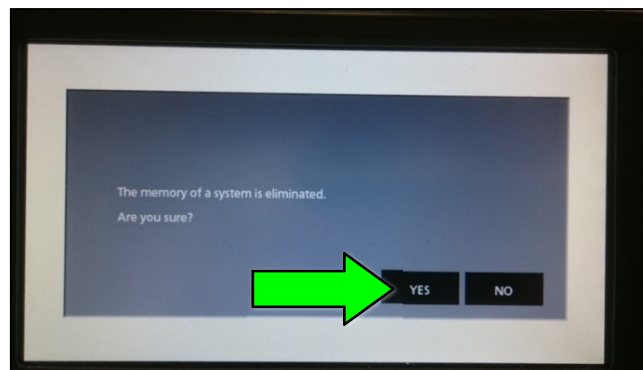 The memory of a system is eliminated.
Are you sure?
YES NO